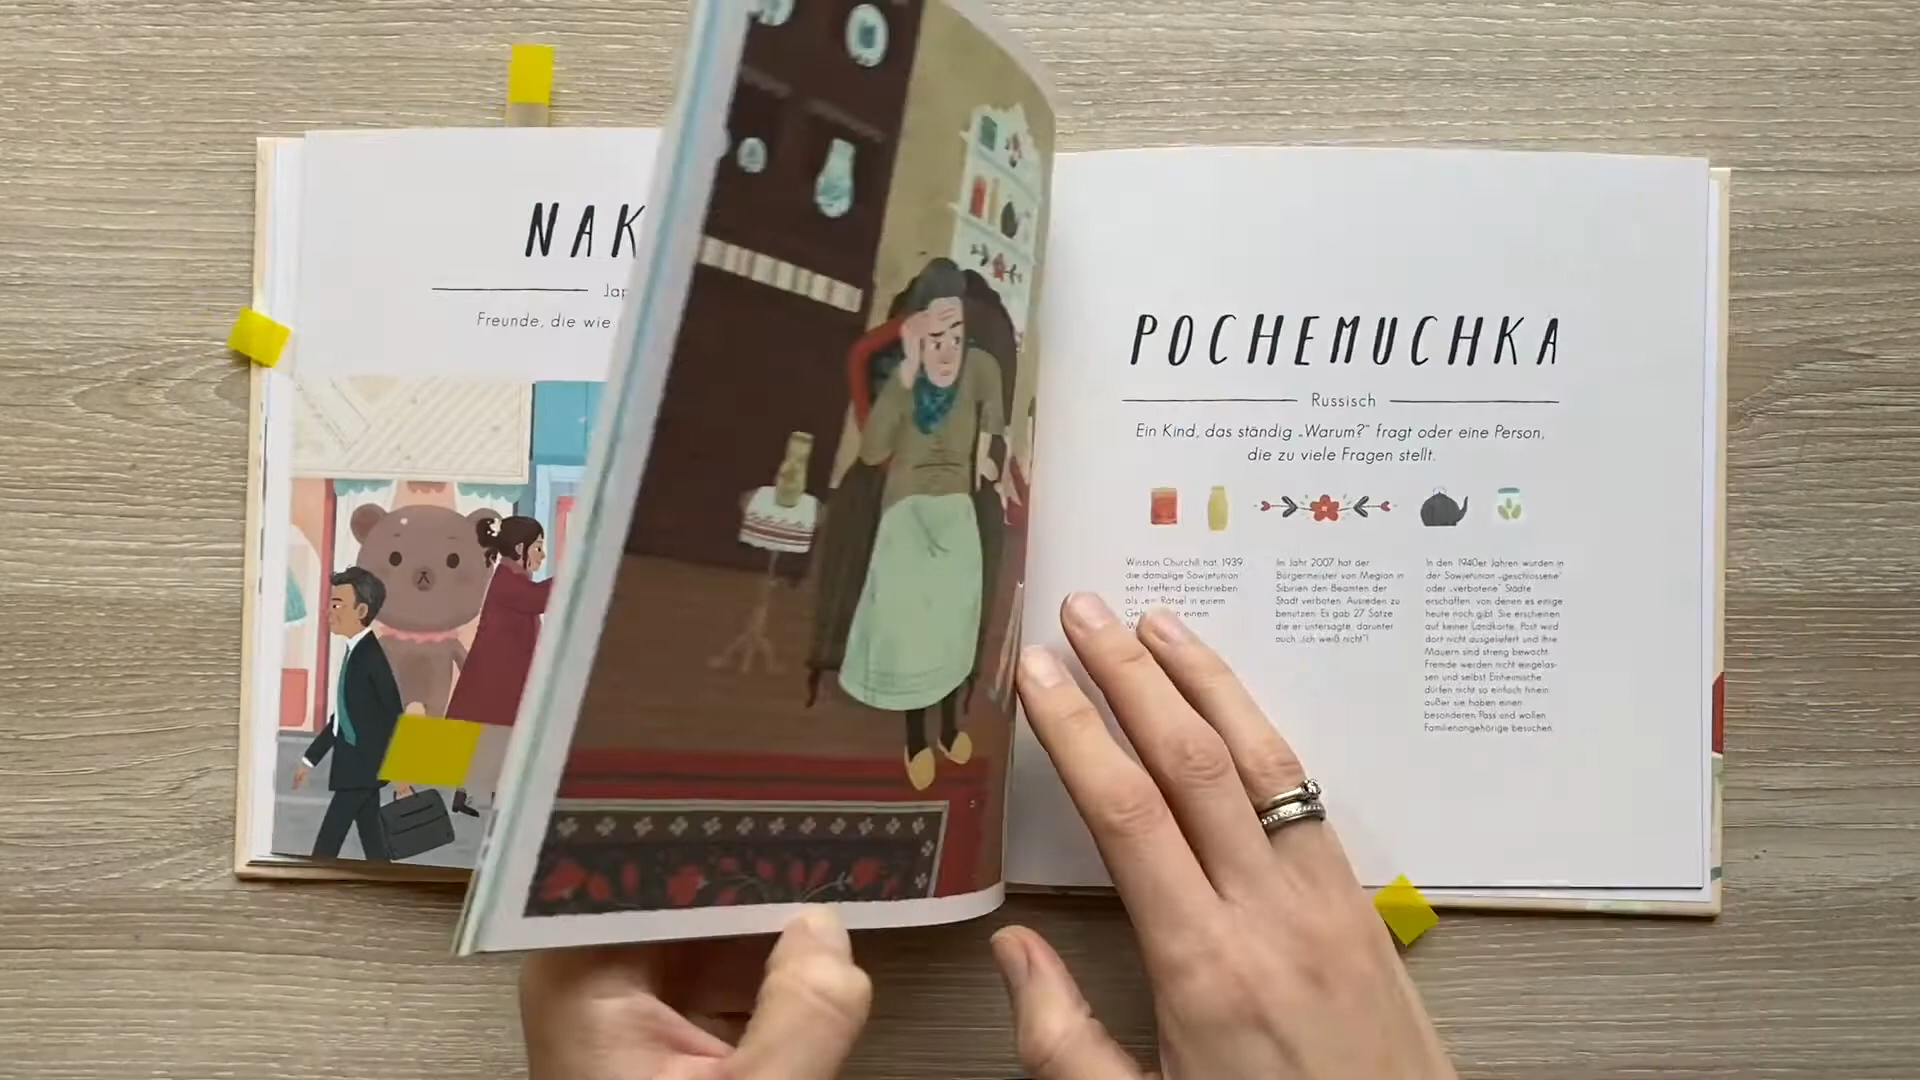 NAK
Jap
Freunde, die wie
POCHEMUCHKA
Russisch
Ein Kind, das ständig „Warum?" fragt oder eine Person,
die zu viele Fragen stellt.
Winston Churchill hat 1939
die damalige Sowjetunion
sehr treffend beschrieben
als „ein Rätsel in einem
einem
Im Jahr 2007 hat der
Bürgermeister von Megion in
Sibirien den Beamten der
Stadt verboten, Ausreden zu
benutzen. Es gab 27 Sätze
die er untersagte, darunter
auch „Ich weiß nicht"!
In den 1940er Jahren wurden in
der Sowjetunion „geschlossene"
oder „verbotene" Städte
erschaffen, von denen es einige
heute noch gibt. Sie erscheinen
auf keiner Landkarte, Post wird
dort nicht ausgeliefert und ihre
Mauern sind streng bewacht.
Fremde werden nicht eingelas-
sen und selbst Einheimische
dürfen nicht so einfach hinein,
außer sie haben einen
besonderen Pass und wollen
Familienangehörige besuchen.